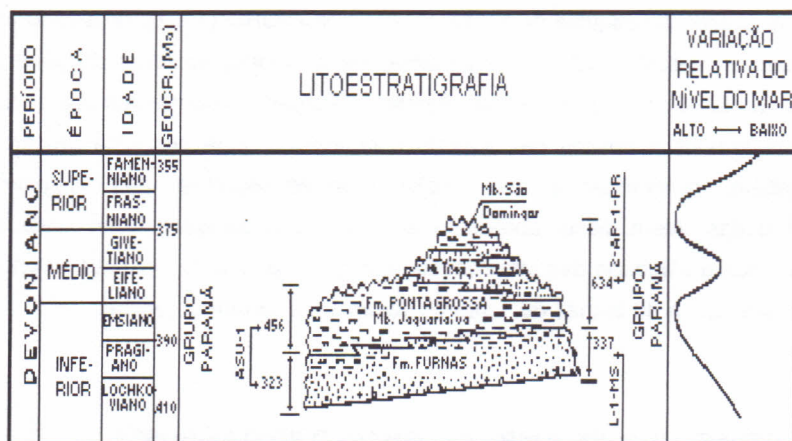 PERÍODO
ÉPOCA
IDADE
GEOCR.(Ma)
LITOESTRATIGRAFIA
VARIAÇÃO
RELATIVA DO
NÍVEL DO MAR
ALTO ⟷ BAIXO
DEVONIANO
SUPE-
RIOR
MÉDIO
INFE-
RIOR
FAMEN-
NIANO
FRAS-
NIANO
GIVE-
TIANO
EIFE-
LIANO
EMSIANO
PRAGI-
ANO
LOCHKO-
VIANO
355
375
390
410
GRUPO
PARANÁ
ASU-1
456
323
Mb. São
Domingos
Fm. PONTA GROSSA
Mb. Jaguariaíva
Fm. FURNAS
634
337
2-AP-1-PR
L-1-MS
GRUPO
PARANÁ